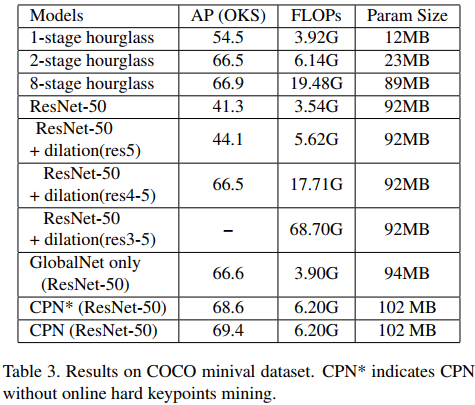 Models AP (OKS) FLOPs Param Size
1-stage hourglass 54.5 3.92G 12MB
2-stage hourglass 66.5 6.14G 23MB
8-stage hourglass 66.9 19.48G 89MB
ResNet-50 41.3 3.54G 92MB
ResNet-50
+ dilation(res5) 44.1 5.62G 92MB
ResNet-50
+ dilation(res4-5) 66.5 17.71G 92MB
ResNet-50
+ dilation(res3-5) – 68.70G 92MB
GlobalNet only
(ResNet-50) 66.6 3.90G 94MB
CPN* (ResNet-50) 68.6 6.20G 102 MB
CPN (ResNet-50) 69.4 6.20G 102 MB
Table 3. Results on COCO minival dataset. CPN* indicates CPN
without online hard keypoints mining.